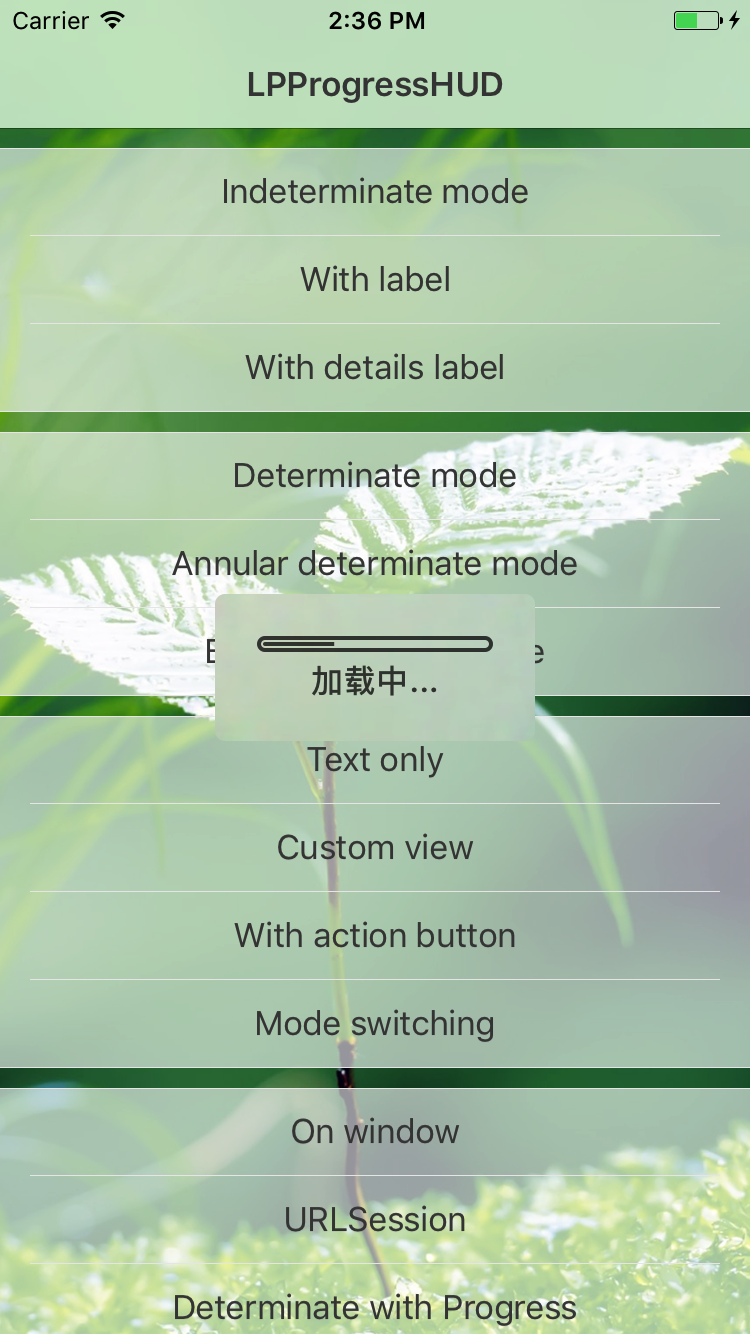 Carrier 2:36 PM
LPProgressHUD
Indeterminate mode
With label
With details label
Determinate mode
Annular determinate mode
加载中...
Text only
Custom view
With action button
Mode switching
On window
URLSession
Determinate with Progress